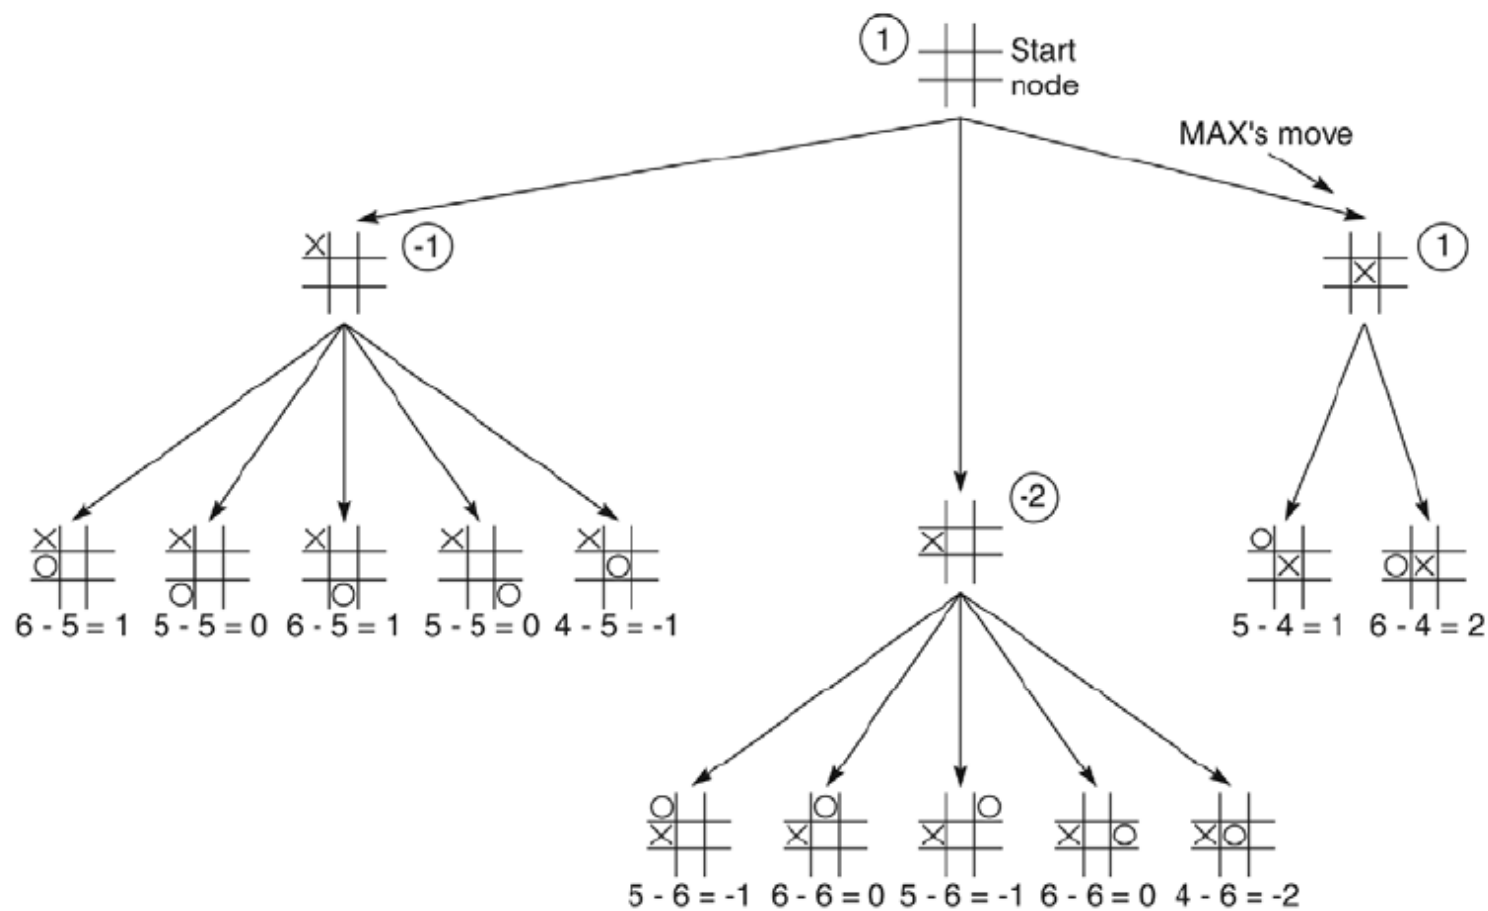 1
Start
node
MAX's move
-1
1
X
X
-2
X X X X X
O O
O O O
6 - 5 = 1 5 - 5 = 0 6 - 5 = 1 5 - 5 = 0 4 - 5 = -1
X
O
X O X
5 - 4 = 1 6 - 4 = 2
O O O
X X X X O X O
5 - 6 = -1 6 - 6 = 0 5 - 6 = -1 6 - 6 = 0 4 - 6 = -2